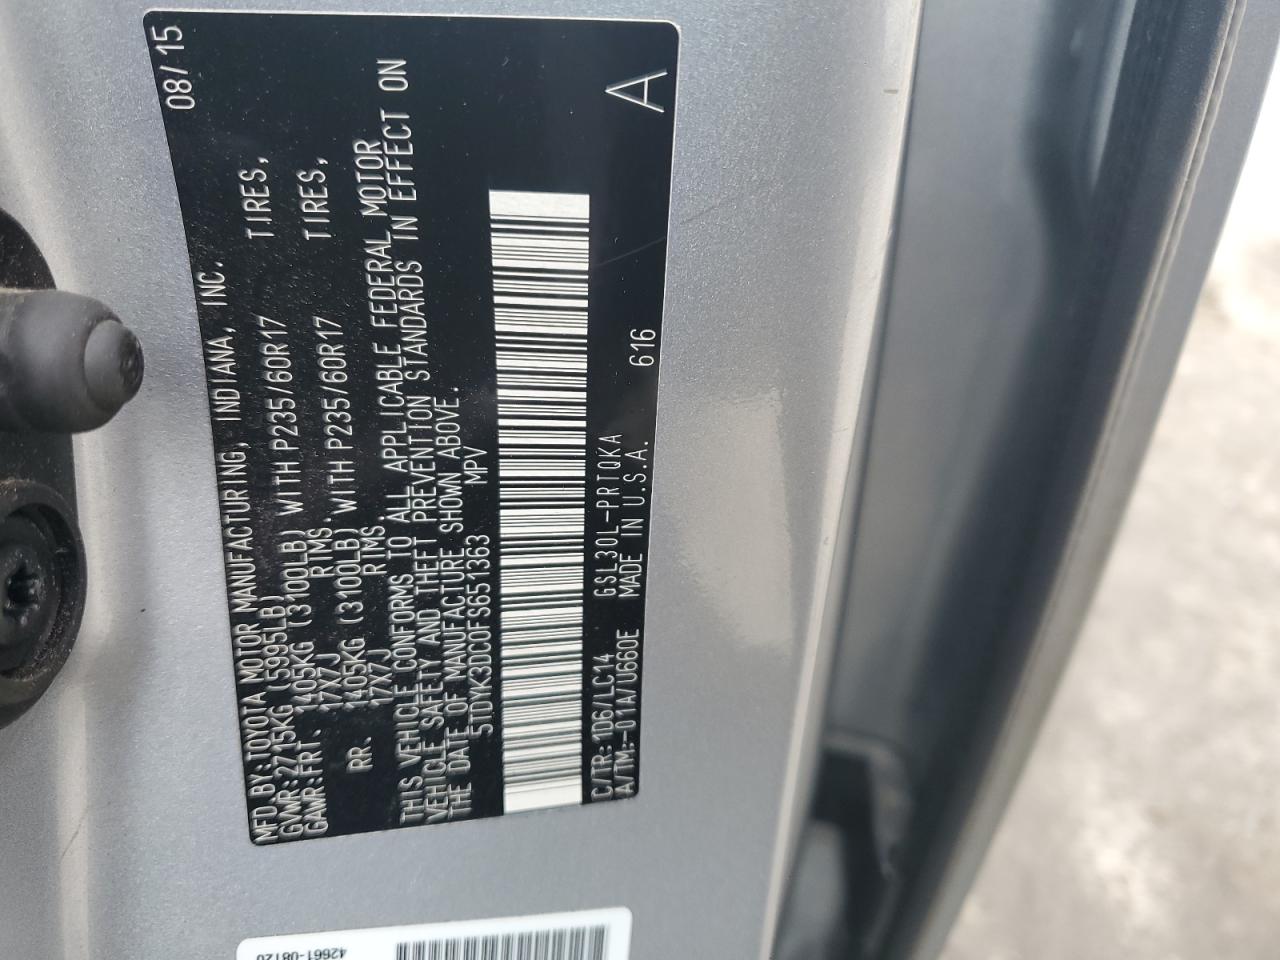 MFD.BY:TOYOTA MOTOR MANUFACTURING, INDIANA, INC. 08/15
GVWR:2715KG (5995LB)
GAWR:FRT. 1405KG (3100LB) WITH P235/60R17 TIRES,
17X7J RIMS.
RR. 1405KG (3100LB) WITH P235/60R17 TIRES,
17X7J RIMS.
THIS VEHICLE CONFORMS TO ALL APPLICABLE FEDERAL MOTOR
VEHICLE SAFETY AND THEFT PREVENTION STANDARDS IN EFFECT ON
THE DATE OF MANUFACTURE SHOWN ABOVE.
5TDYK3DC0FS651363 MPV
C/TR:1D6/LC14 GSL30L-PRTQKA
A/TM:-01A/U660E MADE IN U.S.A. 616 A
42661-08120